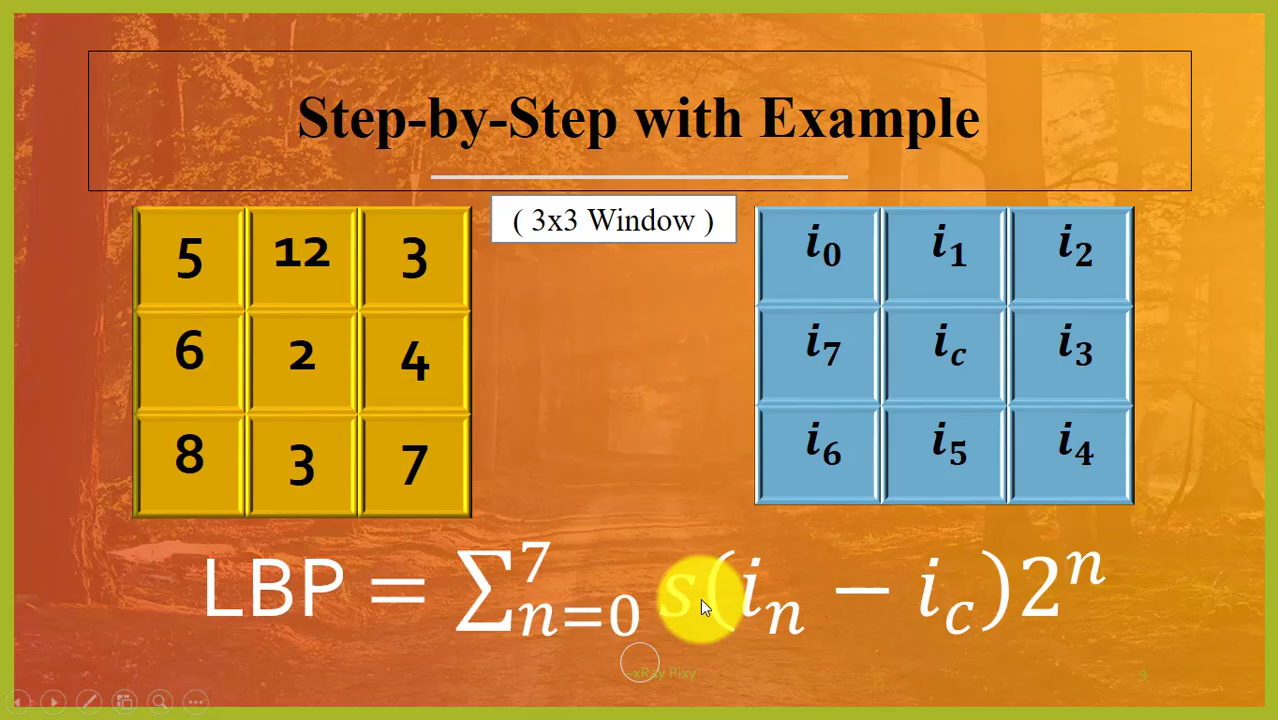 Step-by-Step with Example
( 3x3 Window )
5 12 3
6 2 4
8 3 7
i₀ i₁ i₂
i₇ i_c i₃
i₆ i₅ i₄
LBP = ∑⁷ₙ₌₀ s(iₙ − i_c)2ⁿ
-xRay Pixy
9